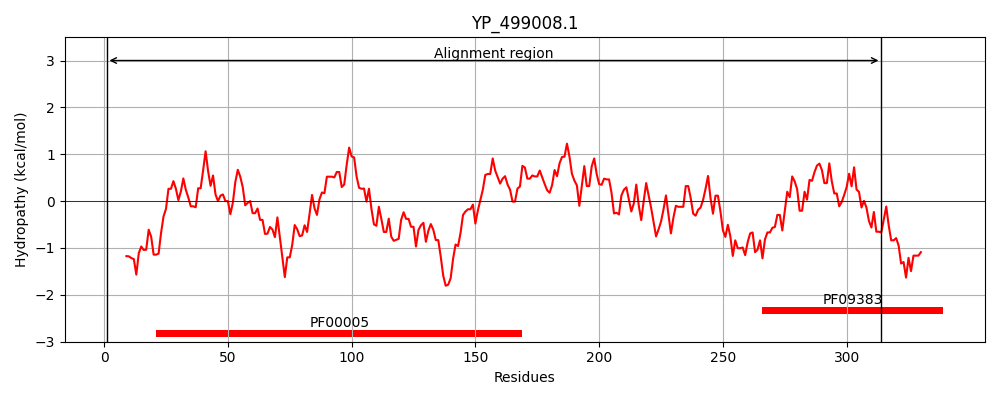 YP_499008.1
Alignment region
3
2
1
0
−1
−2
−3
Hydropathy (kcal/mol)
PF09383
PF00005
0
50
100
150
200
250
300
Residues